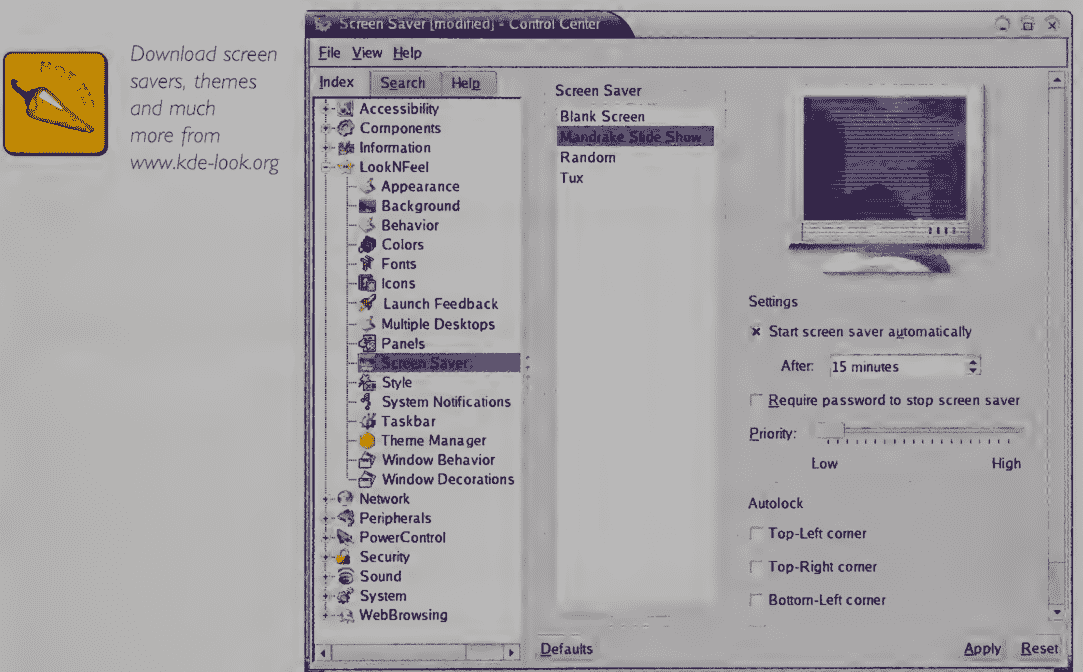 HOT TIP
Download screen
savers, themes
and much
more from
www.kde-look.org
Screen Saver [modified] - Control Center
File View Help
Index Search Help
Accessibility
Components
Information
LookNFeel
Appearance
Background
Behavior
Colors
Fonts
Icons
Launch Feedback
Multiple Desktops
Panels
Screen Saver
Style
System Notifications
Taskbar
Theme Manager
Window Behavior
Window Decorations
Network
Peripherals
PowerControl
Security
Sound
System
WebBrowsing
Screen Saver
Blank Screen
Mandrake Slide Show
Random
Tux
Settings
Start screen saver automatically
After: 15 minutes
Require password to stop screen saver
Priority:
Low High
Autolock
Top-Left corner
Top-Right corner
Bottom-Left corner
Defaults Apply Reset